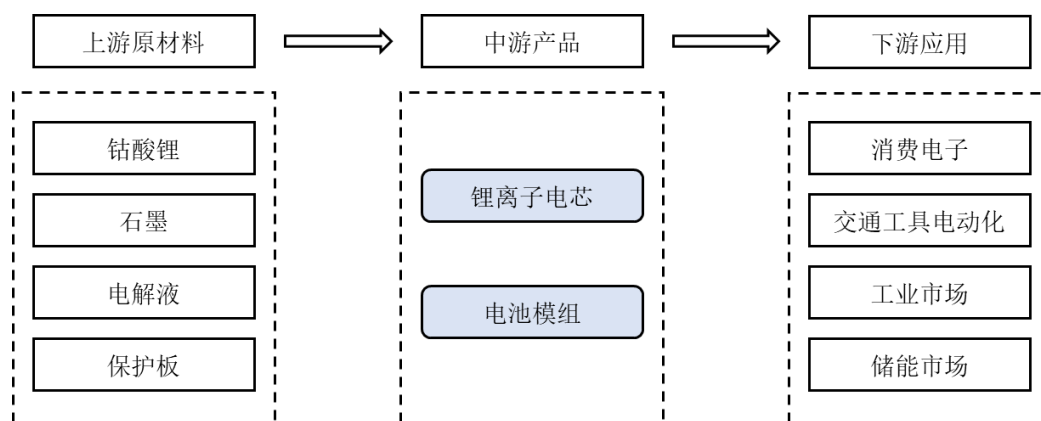 上游原材料
中游产品
下游应用
钴酸锂
石墨
电解液
保护板
锂离子电芯
电池模组
消费电子
交通工具电动化
工业市场
储能市场